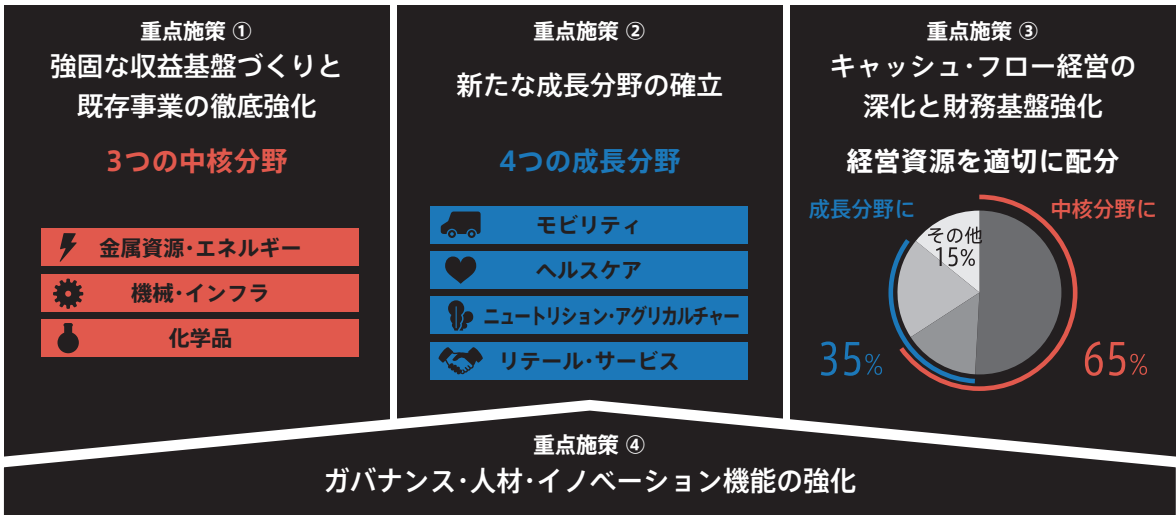 重点施策 ①
強固な収益基盤づくりと
既存事業の徹底強化
3つの中核分野
金属資源・エネルギー
機械・インフラ
化学品
重点施策 ②
新たな成長分野の確立
4つの成長分野
モビリティ
ヘルスケア
ニュートリション・アグリカルチャー
リテール・サービス
重点施策 ③
キャッシュ・フロー経営の
深化と財務基盤強化
経営資源を適切に配分
成長分野に
中核分野に
その他
15%
35%
65%
重点施策 ④
ガバナンス・人材・イノベーション機能の強化